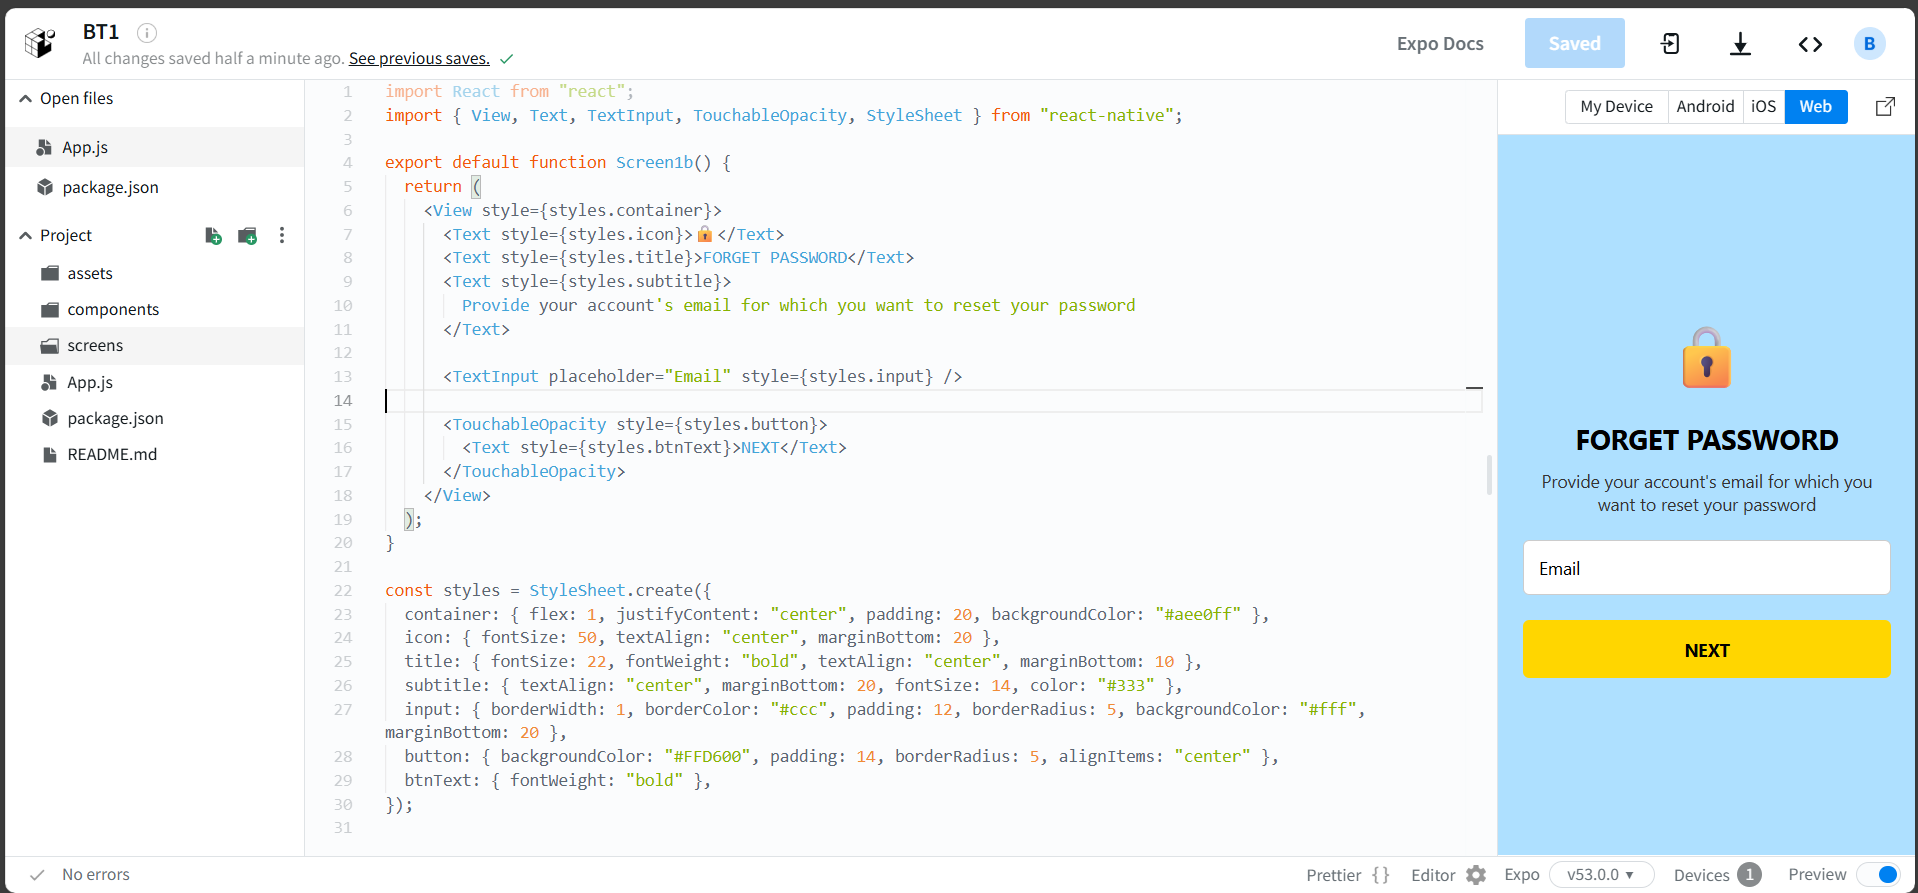 BT1
All changes saved half a minute ago. See previous saves.
Expo Docs
Saved
B
Open files
App.js
package.json
Project
assets
components
screens
App.js
package.json
README.md
1 import React from "react";
2 import { View, Text, TextInput, TouchableOpacity, StyleSheet } from "react-native";
3
4 export default function Screen1b() {
5   return (
6     <View style={styles.container}>
7       <Text style={styles.icon}>🔒</Text>
8       <Text style={styles.title}>FORGET PASSWORD</Text>
9       <Text style={styles.subtitle}>
10         Provide your account's email for which you want to reset your password
11       </Text>
12
13       <TextInput placeholder="Email" style={styles.input} />
14
15       <TouchableOpacity style={styles.button}>
16         <Text style={styles.btnText}>NEXT</Text>
17       </TouchableOpacity>
18     </View>
19   );
20 }
21
22 const styles = StyleSheet.create({
23   container: { flex: 1, justifyContent: "center", padding: 20, backgroundColor: "#aee0ff" },
24   icon: { fontSize: 50, textAlign: "center", marginBottom: 20 },
25   title: { fontSize: 22, fontWeight: "bold", textAlign: "center", marginBottom: 10 },
26   subtitle: { textAlign: "center", marginBottom: 20, fontSize: 14, color: "#333" },
27   input: { borderWidth: 1, borderColor: "#ccc", padding: 12, borderRadius: 5, backgroundColor: "#fff",
marginBottom: 20 },
28   button: { backgroundColor: "#FFD600", padding: 14, borderRadius: 5, alignItems: "center" },
29   btnText: { fontWeight: "bold" },
30 });
31
My Device
Android
iOS
Web
FORGET PASSWORD
Provide your account's email for which you
want to reset your password
Email
NEXT
No errors
Prettier {}
Editor
Expo
v53.0.0
Devices 1
Preview